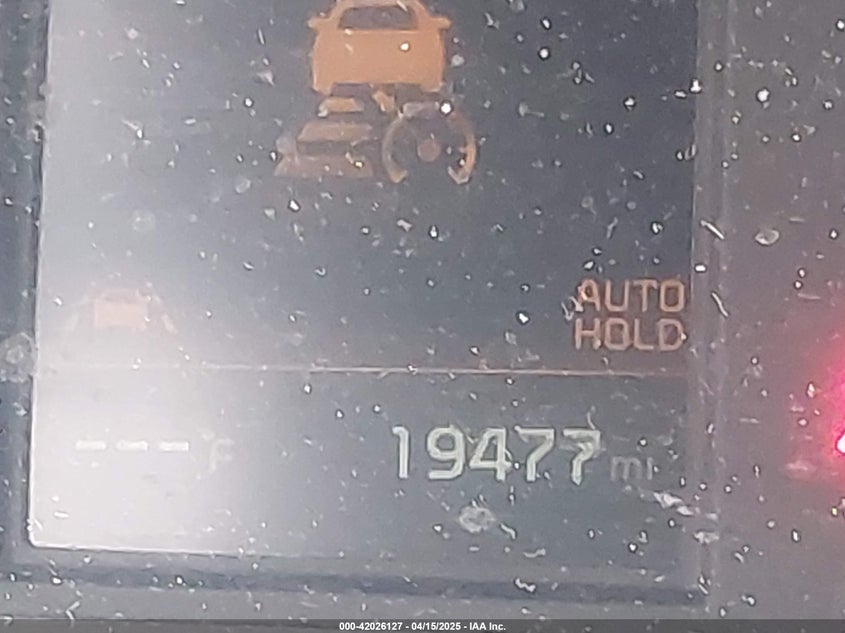 AUTO
HOLD
--- °F
19477 mi
000-42026127 - 04/15/2025 - IAA Inc.